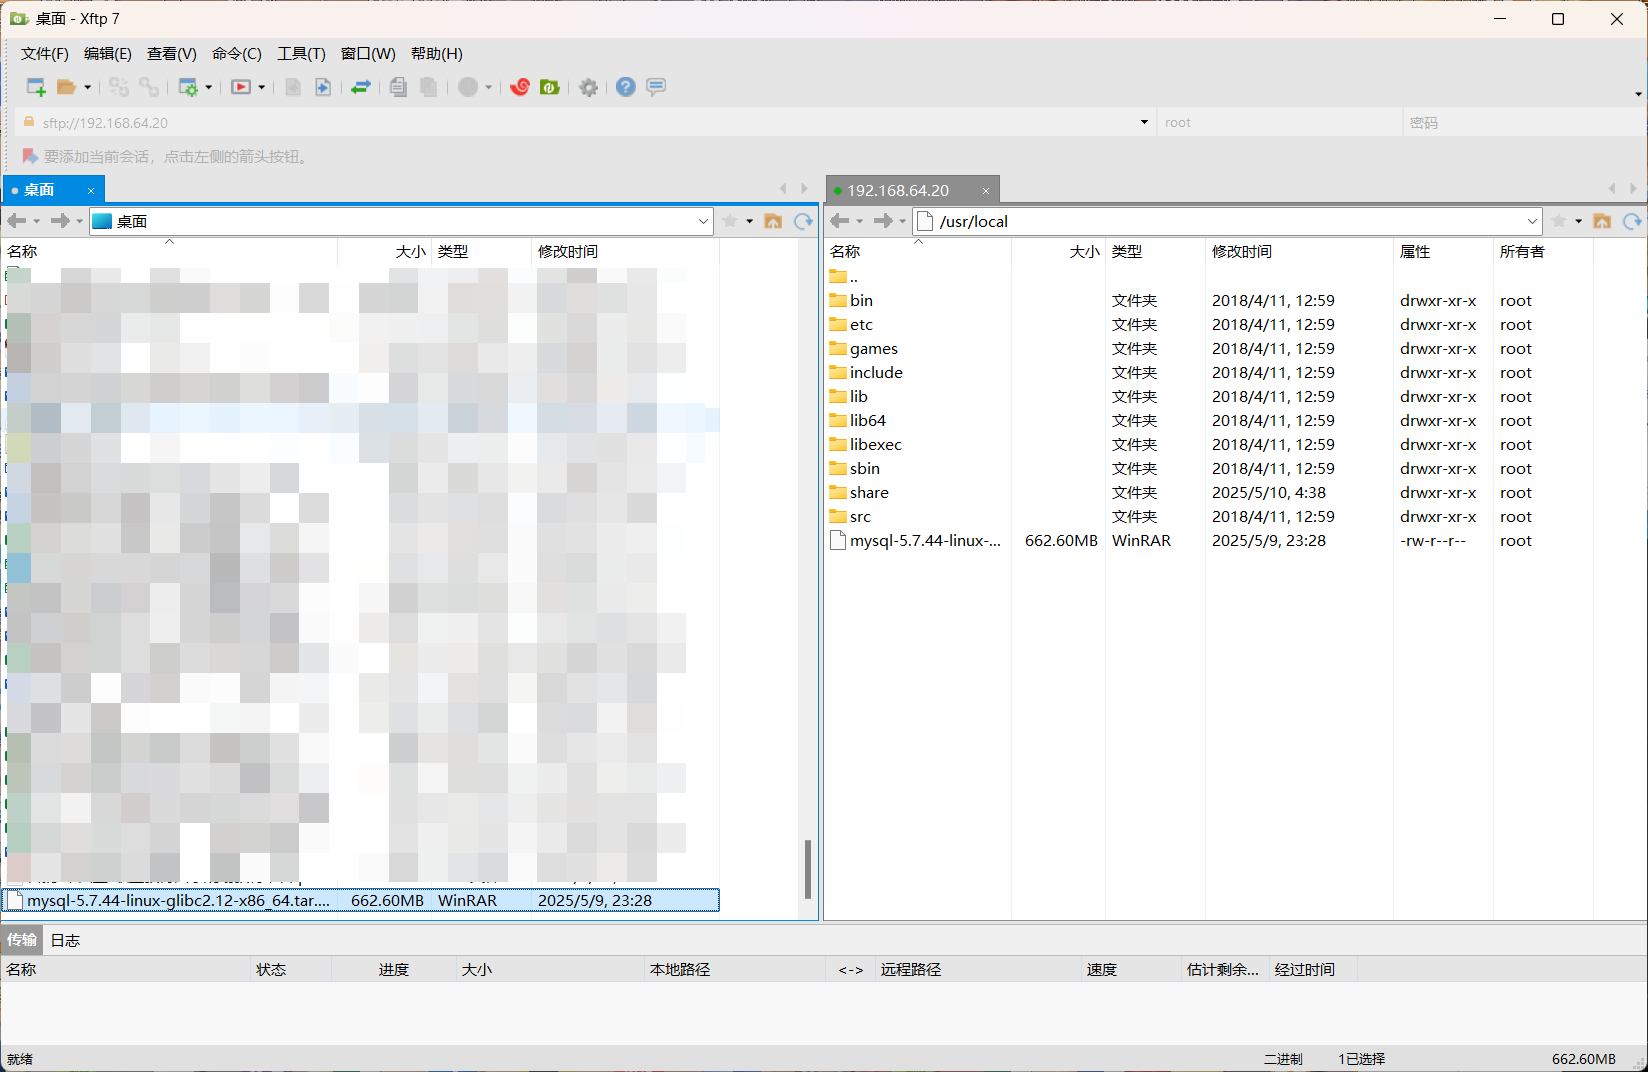 桌面 - Xftp 7
文件(F) 编辑(E) 查看(V) 命令(C) 工具(T) 窗口(W) 帮助(H)
sftp://192.168.64.20 root 密码
要添加当前会话，点击左侧的箭头按钮。
桌面 × 192.168.64.20 ×
桌面 /usr/local
名称 大小 类型 修改时间
名称 大小 类型 修改时间 属性 所有者
..
bin 文件夹 2018/4/11, 12:59 drwxr-xr-x root
etc 文件夹 2018/4/11, 12:59 drwxr-xr-x root
games 文件夹 2018/4/11, 12:59 drwxr-xr-x root
include 文件夹 2018/4/11, 12:59 drwxr-xr-x root
lib 文件夹 2018/4/11, 12:59 drwxr-xr-x root
lib64 文件夹 2018/4/11, 12:59 drwxr-xr-x root
libexec 文件夹 2018/4/11, 12:59 drwxr-xr-x root
sbin 文件夹 2018/4/11, 12:59 drwxr-xr-x root
share 文件夹 2025/5/10, 4:38 drwxr-xr-x root
src 文件夹 2018/4/11, 12:59 drwxr-xr-x root
mysql-5.7.44-linux-... 662.60MB WinRAR 2025/5/9, 23:28 -rw-r--r-- root
mysql-5.7.44-linux-glibc2.12-x86_64.tar.... 662.60MB WinRAR 2025/5/9, 23:28
传输 日志
名称 状态 进度 大小 本地路径 <-> 远程路径 速度 估计剩余... 经过时间
就绪 二进制 1已选择 662.60MB